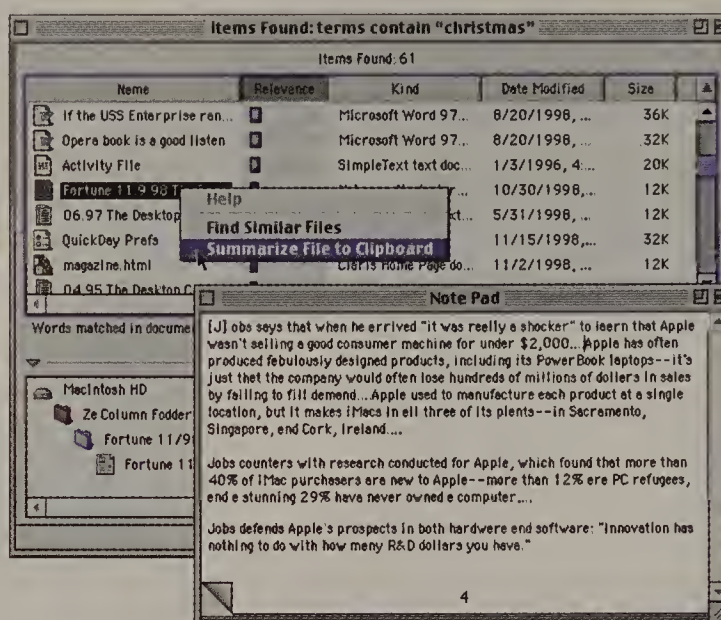 Items Found: terms contain "christmas"
Items Found: 61
Name Relevance Kind Date Modified Size
If the USS Enterprise ran... Microsoft Word 97... 8/20/1998, ... 36K
Opera book is a good listen Microsoft Word 97... 8/20/1998, ... 32K
Activity File SimpleText text doc... 1/3/1996, 4:... 20K
Fortune 11.9.98 10/30/1998,... 12K
06.97 The Desktop 5/31/1998, ... 12K
QuickDay Prefs 11/15/1998,... 32K
magazine.html Claris Home Page do... 11/2/1998, ... 12K
04.95 The Desktop C
Help
Find Similar Files
Summarize File to Clipboard
Words matched in docume
Macintosh HD
Ze Column Fodder
Fortune 11/9
Fortune 11
Note Pad
[J] obs says that when he arrived "it was really a shocker" to learn that Apple
wasn't selling a good consumer machine for under $2,000... Apple has often
produced fabulously designed products, including its PowerBook laptops--it's
just that the company would often lose hundreds of millions of dollars in sales
by failing to fill demand....Apple used to manufacture each product at a single
location, but it makes iMacs in all three of its plants--in Sacramento,
Singapore, and Cork, Ireland....
Jobs counters with research conducted for Apple, which found that more than
40% of iMac purchasers are new to Apple--more than 12% are PC refugees,
and a stunning 29% have never owned a computer....
Jobs defends Apple's prospects in both hardware and software: "Innovation has
nothing to do with how many R&D dollars you have."
4